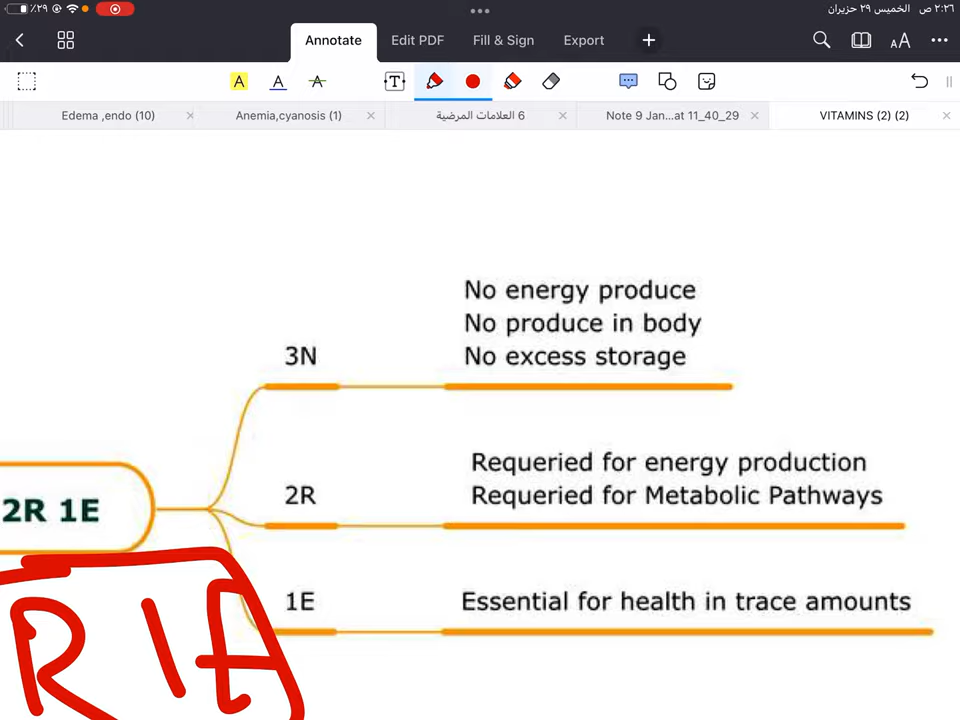 ٪٢٩ ٢:٢٦ ص الخميس ٢٩ حزيران
Annotate Edit PDF Fill & Sign Export
A A A T AA
Edema ,endo (10) Anemia,cyanosis (1) 6 العلامات المرضية Note 9 Jan...at 11_40_29 VITAMINS (2) (2)
No energy produce
No produce in body
3N No excess storage
Requeried for energy production
2R Requeried for Metabolic Pathways
2R 1E
1E Essential for health in trace amounts
R 1E